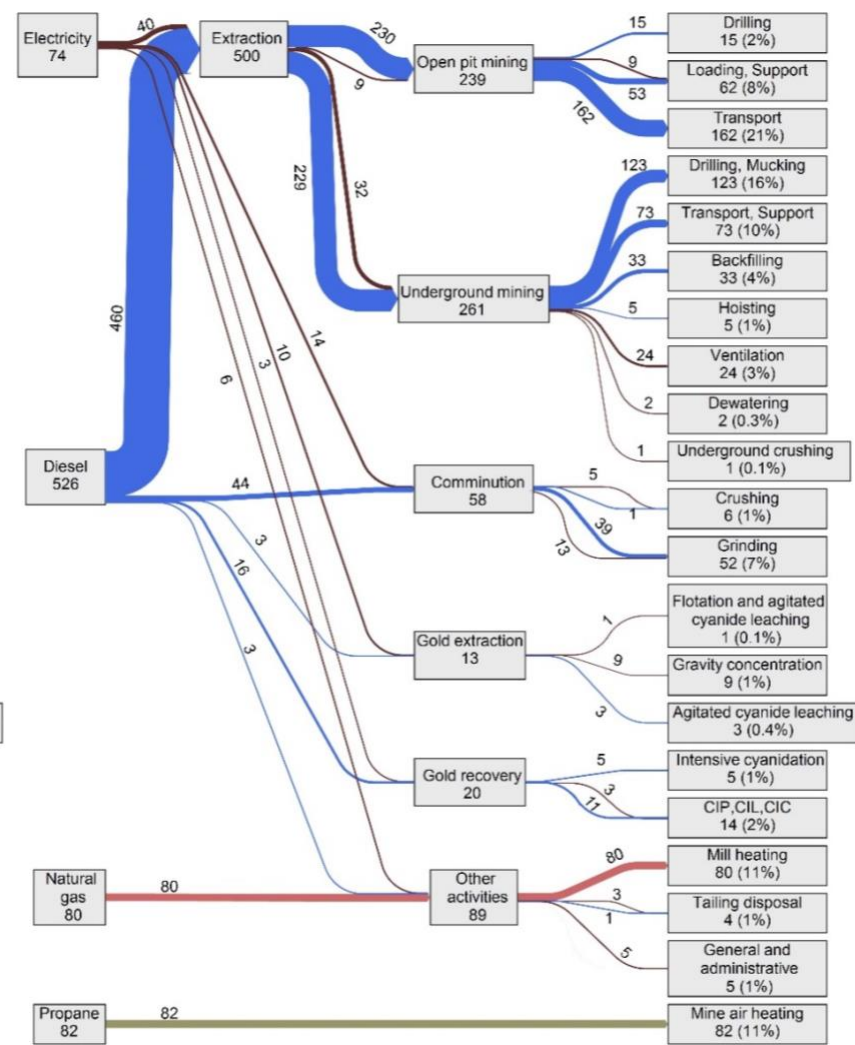 Electricity
74
40
Extraction
500
230
9
Open pit mining
239
15
9
53
162
Drilling
15 (2%)
Loading, Support
62 (8%)
Transport
162 (21%)
460
229
32
Underground mining
261
123
73
33
5
24
2
1
Drilling, Mucking
123 (16%)
Transport, Support
73 (10%)
Backfilling
33 (4%)
Hoisting
5 (1%)
Ventilation
24 (3%)
Dewatering
2 (0.3%)
Underground crushing
1 (0.1%)
14
10
3
6
Diesel
526
44
3
16
3
Comminution
58
5
1
39
13
Crushing
6 (1%)
Grinding
52 (7%)
Gold extraction
13
1
9
3
Flotation and agitated
cyanide leaching
1 (0.1%)
Gravity concentration
9 (1%)
Agitated cyanide leaching
3 (0.4%)
Gold recovery
20
5
3
11
Intensive cyanidation
5 (1%)
CIP,CIL,CIC
14 (2%)
Natural
gas
80
80
Other
activities
89
80
3
1
5
Mill heating
80 (11%)
Tailing disposal
4 (1%)
General and
administrative
5 (1%)
Propane
82
82
Mine air heating
82 (11%)